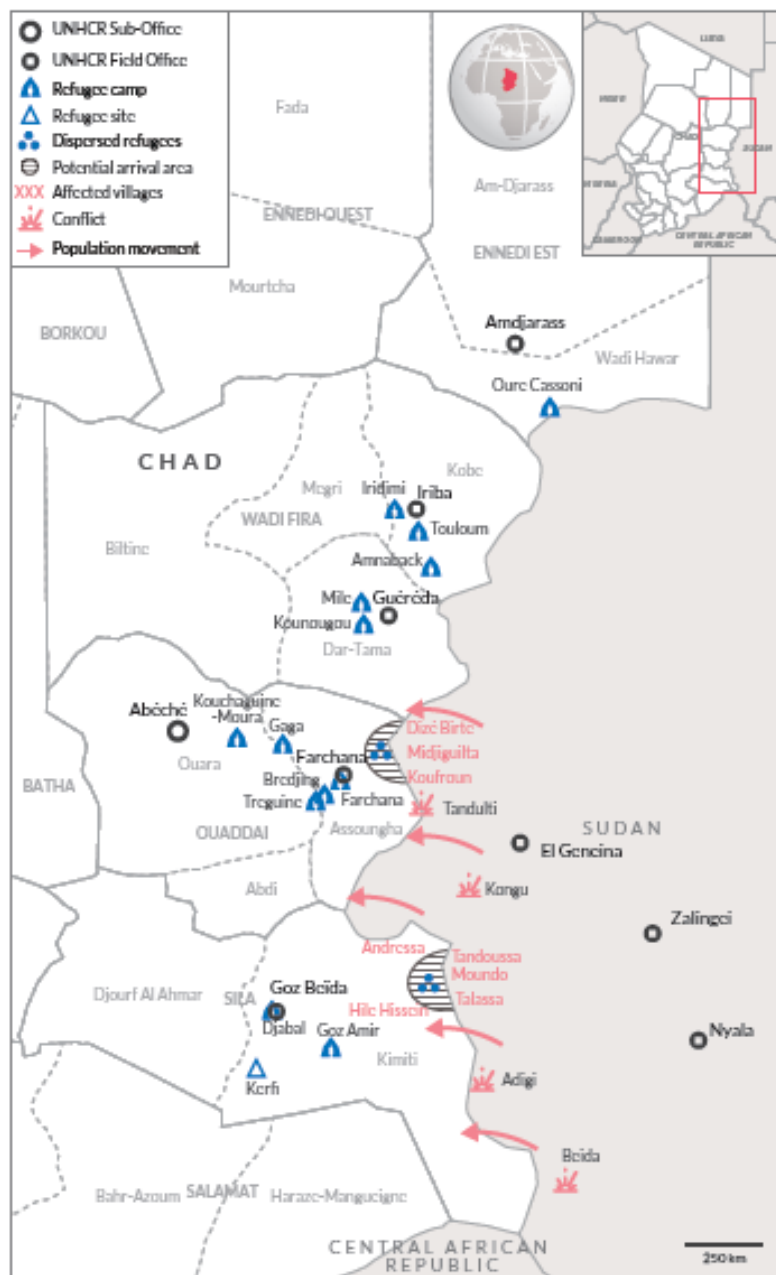 UNHCR Sub-Office
UNHCR Field Office
Refugee camp
Refugee site
Dispersed refugees
Potential arrival area
XXX Affected villages
Conflict
Population movement
LIBYA
NIGER
CHAD
SUDAN
CAMEROON
CENTRAL AFRICAN
REPUBLIC
Fada
Am-Djarass
ENNEDI OUEST
ENNEDI EST
Mourtcha
BORKOU
Amdjarass
Wadi Hawar
Oure Cassoni
CHAD
Kobe
Megri
Iridimi
Iriba
WADI FIRA
Touloum
Biltine
Amnaback
Mile
Guéréda
Kounougou
Dar-Tama
Kouchaguine
-Moura
Abéché
Gaga
Dizé Birte
Midjiguilta
Koufroun
Ouara
Farchana
BATHA
Bredjing
Treguine
Farchana
Tandulti
OUADDAI
Assoungha
SUDAN
El Geneina
Abdi
Kongu
Zalingei
Andressa
Tandoussa
Moundo
Talassa
Djourf Al Ahmar
SILA
Goz Beïda
Djabal
Goz Amir
Hile Hissein
Nyala
Kimiti
Kerfi
Adigi
Beida
Bahr-Azoum
SALAMAT
Haraze-Mangueigne
CENTRAL AFRICAN
REPUBLIC
250 km